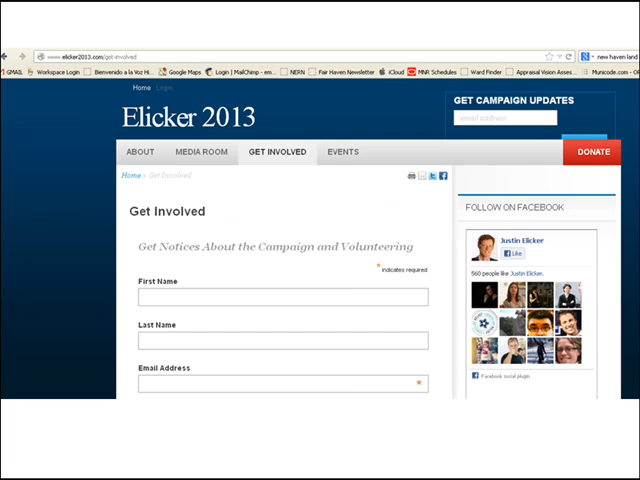 www.elicker2013.com/get-involved
new haven land
GMAIL Workspace Login Bienvenido a la Voz Hi... Google Maps Login | MailChimp - em... NERN Fair Haven Newsletter iCloud MNR Schedules Ward Finder Appraisal Vision Asses... Municode.com - OR
Home Login
Elicker 2013
GET CAMPAIGN UPDATES
email address
ABOUT MEDIA ROOM GET INVOLVED EVENTS DONATE
Home » Get Involved
Get Involved
Get Notices About the Campaign and Volunteering
* indicates required
First Name
Last Name
Email Address
*
FOLLOW ON FACEBOOK
Justin Elicker
Like
560 people like Justin Elicker.
Facebook social plugin